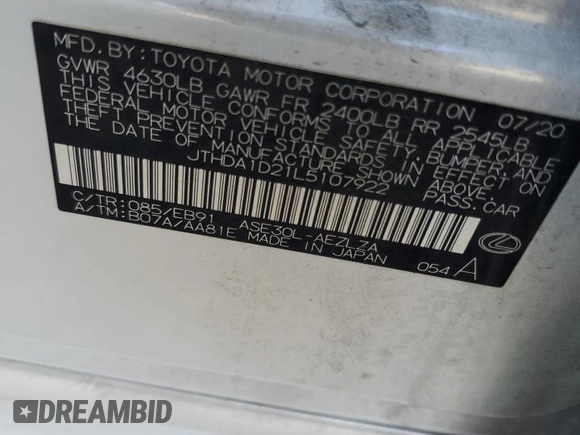 MFD. BY: TOYOTA MOTOR CORPORATION 07/20
GVWR 4630LB GAWR FR 2400LB RR 2545LB
THIS VEHICLE CONFORMS TO ALL APPLICABLE
FEDERAL MOTOR VEHICLE SAFETY, BUMPER, AND
THEFT PREVENTION STANDARDS IN EFFECT ON
THE DATE OF MANUFACTURE SHOWN ABOVE.
JTHDA1D21L5107922 PASS.CAR
C/TR: 085/EB91 ASE30L-AEZLZA
A/TM: B07A/AA81E MADE IN JAPAN
054 A
DREAMBID